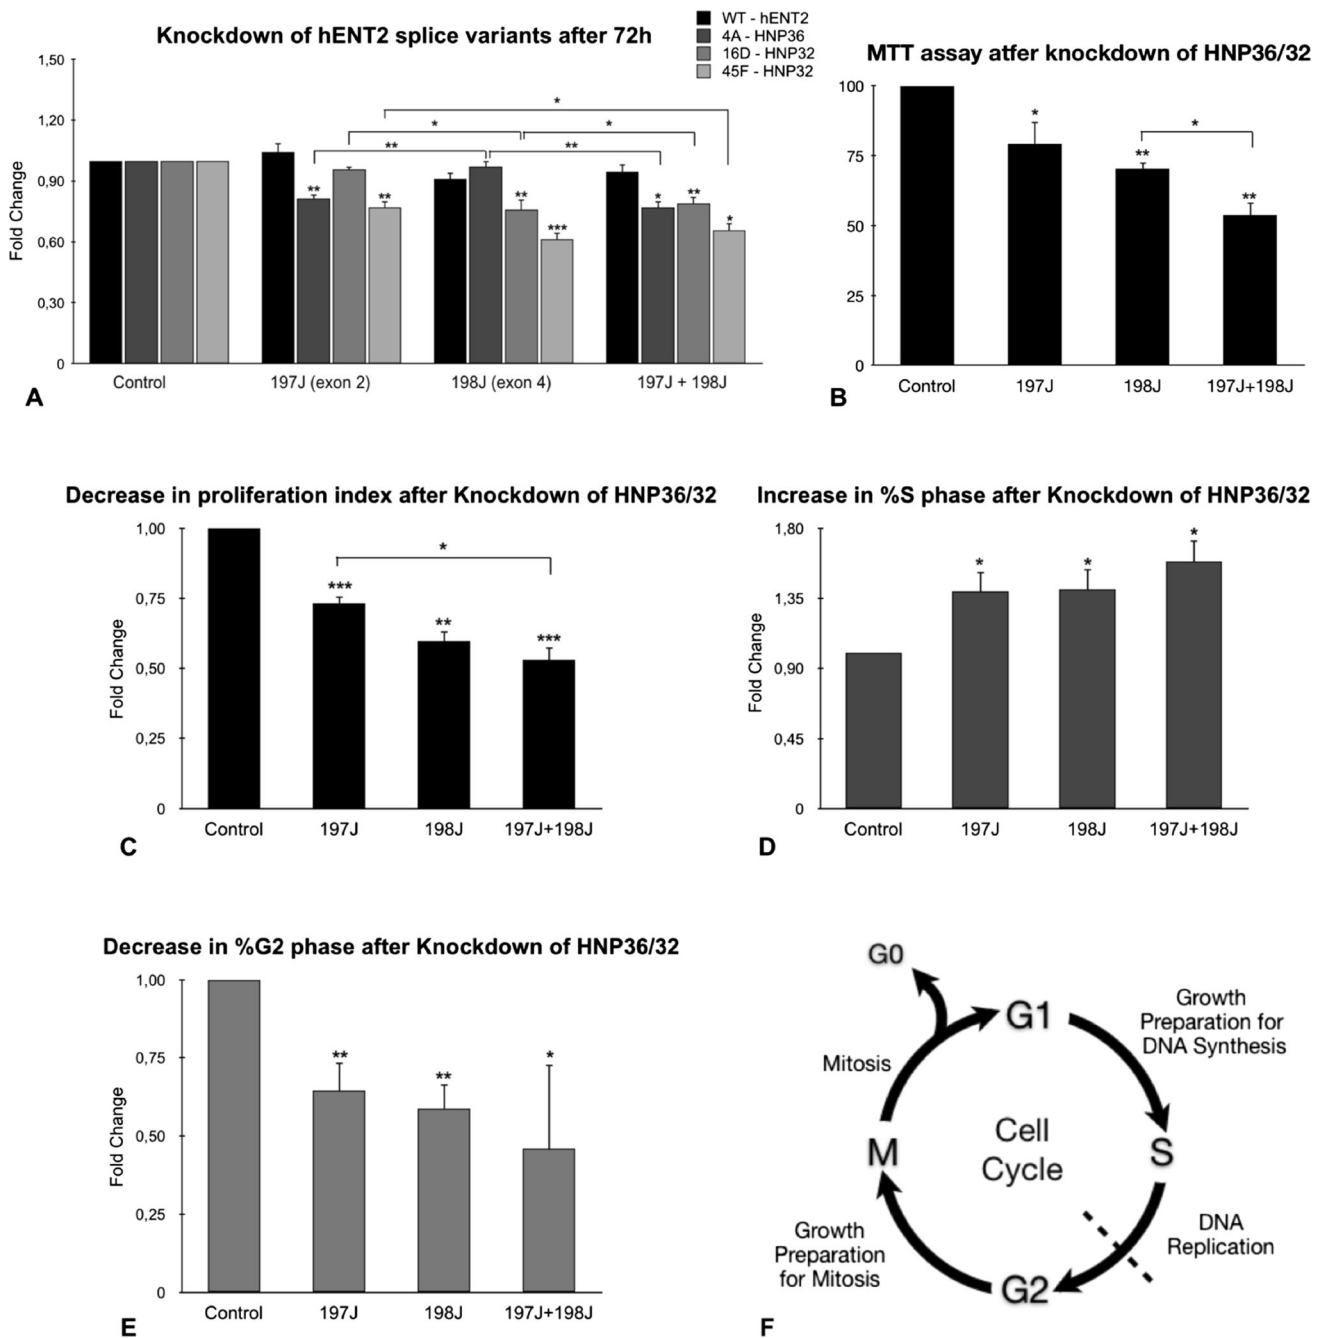 Knockdown of hENT2 splice variants after 72h
WT - hENT2
4A - HNP36
16D - HNP32
45F - HNP32
Fold Change
1,50
1,20
0,90
0,60
0,30
0
*
*
*
**
**
**
**
**
***
*
**
*
Control
197J (exon 2)
198J (exon 4)
197J + 198J
A
MTT assay atfer knockdown of HNP36/32
100
75
50
25
0
*
*
**
**
Control
197J
198J
197J+198J
B
Decrease in proliferation index after Knockdown of HNP36/32
Fold Change
1,00
0,75
0,50
0,25
0
*
***
**
***
Control
197J
198J
197J+198J
C
Increase in %S phase after Knockdown of HNP36/32
Fold Change
1,80
1,35
0,90
0,45
0
*
*
*
Control
197J
198J
197J+198J
D
Decrease in %G2 phase after Knockdown of HNP36/32
Fold Change
1,00
0,75
0,50
0,25
0
**
**
*
Control
197J
198J
197J+198J
E
G0
G1
Growth
Preparation for
DNA Synthesis
Mitosis
Cell
Cycle
M
S
Growth
Preparation
for Mitosis
DNA
Replication
G2
F